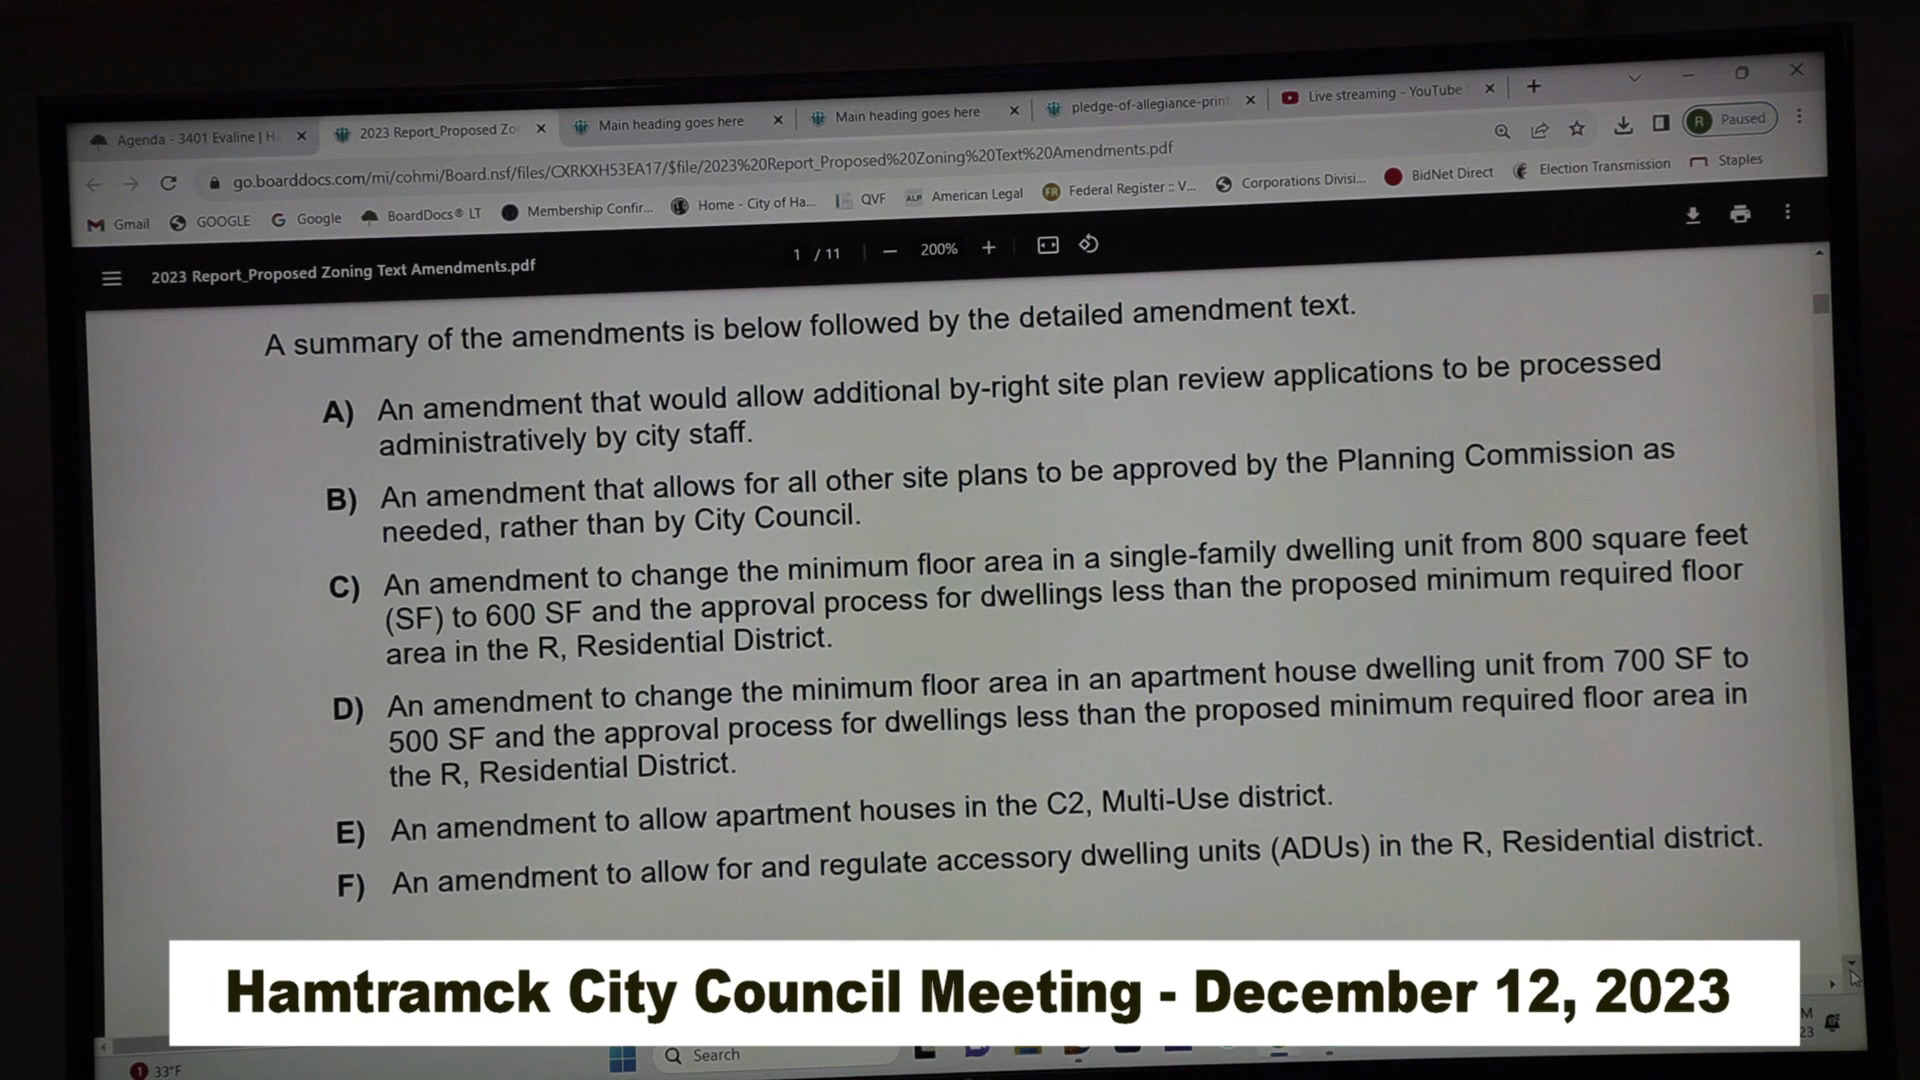 Agenda - 3401 Evaline | Ha
2023 Report_Proposed Zo
Main heading goes here
Main heading goes here
pledge-of-allegiance-print
Live streaming - YouTube
go.boarddocs.com/mi/cohmi/Board.nsf/files/CXRKXH53EA17/$file/2023%20Report_Proposed%20Zoning%20Text%20Amendments.pdf
R Paused
Gmail GOOGLE Google BoardDocs® LT Membership Confir... Home - City of Ha... QVF American Legal Federal Register :: V... Corporations Divisi... BidNet Direct Election Transmission Staples
2023 Report_Proposed Zoning Text Amendments.pdf 1 / 11 200%
A summary of the amendments is below followed by the detailed amendment text.
A) An amendment that would allow additional by-right site plan review applications to be processed
administratively by city staff.
B) An amendment that allows for all other site plans to be approved by the Planning Commission as
needed, rather than by City Council.
C) An amendment to change the minimum floor area in a single-family dwelling unit from 800 square feet
(SF) to 600 SF and the approval process for dwellings less than the proposed minimum required floor
area in the R, Residential District.
D) An amendment to change the minimum floor area in an apartment house dwelling unit from 700 SF to
500 SF and the approval process for dwellings less than the proposed minimum required floor area in
the R, Residential District.
E) An amendment to allow apartment houses in the C2, Multi-Use district.
F) An amendment to allow for and regulate accessory dwelling units (ADUs) in the R, Residential district.
Hamtramck City Council Meeting - December 12, 2023
1 33°F
Search